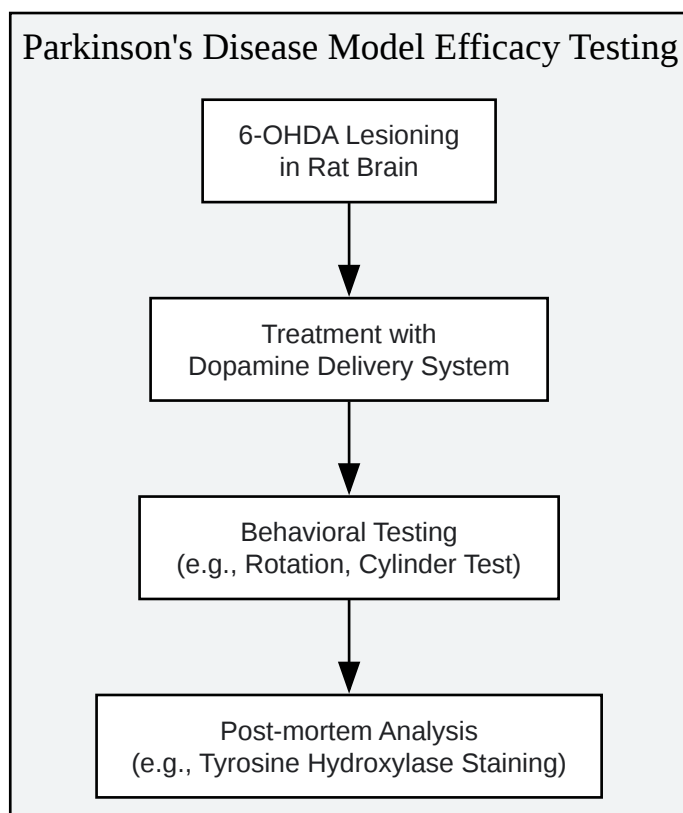 Parkinson's Disease Model Efficacy Testing
6-OHDA Lesioning
in Rat Brain
Treatment with
Dopamine Delivery System
Behavioral Testing
(e.g., Rotation, Cylinder Test)
Post-mortem Analysis
(e.g., Tyrosine Hydroxylase Staining)